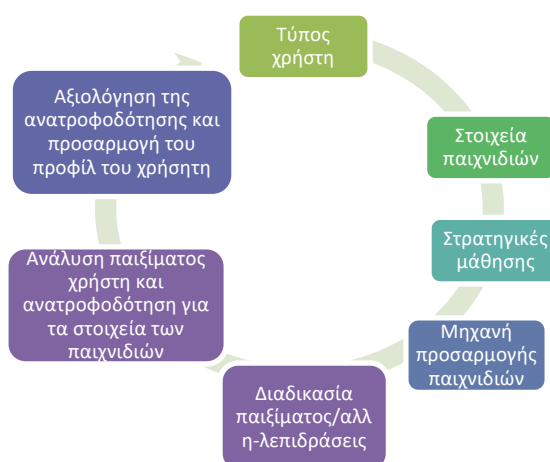 Τύπος
χρήστη
Στοιχεία
παιχνιδιών
Στρατηγικές
μάθησης
Μηχανή
προσαρμογής
παιχνιδιών
Διαδικασία
παιξίματος/αλλ
η-λεπιδράσεις
Ανάλυση παιξίματος
χρήστη και
ανατροφοδότηση για
τα στοιχεία των
παιχνιδιών
Αξιολόγηση της
ανατροφοδότησης και
προσαρμογή του
προφίλ του χρήσητη